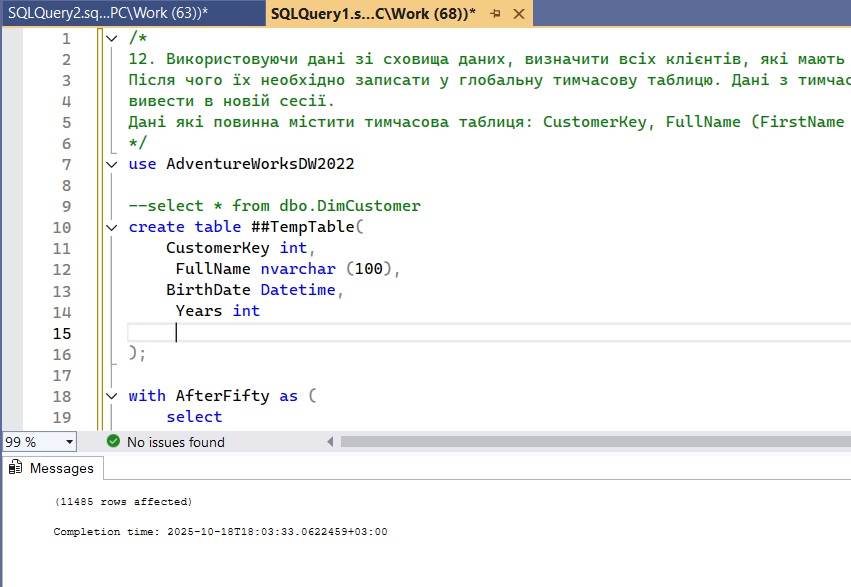 SQLQuery2.sq...PC\Work (63))* SQLQuery1.s...C\Work (68))*
1 /*
2 12. Використовуючи дані зі сховища даних, визначити всіх клієнтів, які мають
3 Після чого їх необхідно записати у глобальну тимчасову таблицю. Дані з тимчас
4 вивести в новій сесії.
5 Дані які повинна містити тимчасова таблиця: CustomerKey, FullName (FirstName
6 */
7 use AdventureWorksDW2022
8
9 --select * from dbo.DimCustomer
10 create table ##TempTable(
11 CustomerKey int,
12 FullName nvarchar (100),
13 BirthDate Datetime,
14 Years int
15
16 );
17
18 with AfterFifty as (
19 select
99 % No issues found
Messages
(11485 rows affected)
Completion time: 2025-10-18T18:03:33.0622459+03:00